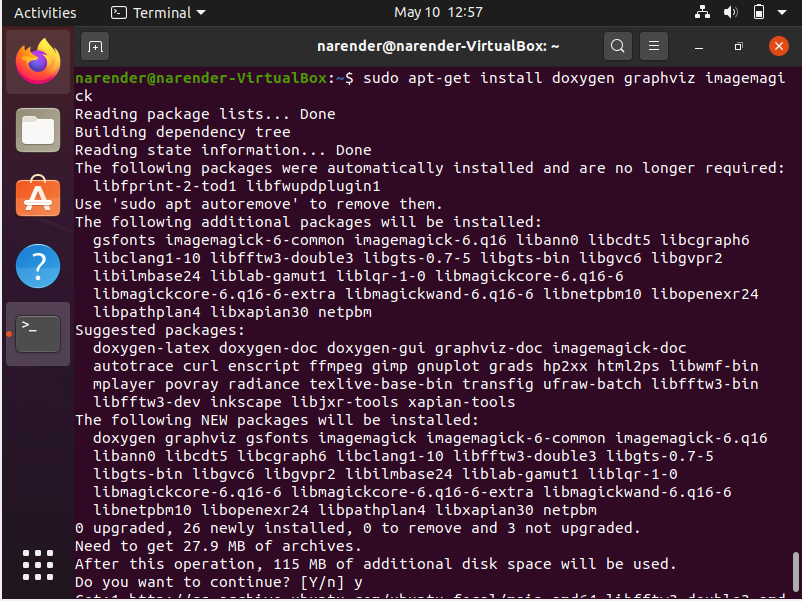 Activities
Terminal
May 10 12:57
narender@narender-VirtualBox: ~
narender@narender-VirtualBox:~$ sudo apt-get install doxygen graphviz imagemagi
ck
Reading package lists... Done
Building dependency tree
Reading state information... Done
The following packages were automatically installed and are no longer required:
libfprint-2-tod1 libfwupdplugin1
Use 'sudo apt autoremove' to remove them.
The following additional packages will be installed:
gsfonts imagemagick-6-common imagemagick-6.q16 libann0 libcdt5 libcgraph6
libclang1-10 libfftw3-double3 libgts-0.7-5 libgts-bin libgvc6 libgvpr2
libilmbase24 liblab-gamut1 liblqr-1-0 libmagickcore-6.q16-6
libmagickcore-6.q16-6-extra libmagickwand-6.q16-6 libnetpbm10 libopenexr24
libpathplan4 libxapian30 netpbm
Suggested packages:
doxygen-latex doxygen-doc doxygen-gui graphviz-doc imagemagick-doc
autotrace curl enscript ffmpeg gimp gnuplot grads hp2xx html2ps libwmf-bin
mplayer povray radiance texlive-base-bin transfig ufraw-batch libfftw3-bin
libfftw3-dev inkscape libjxr-tools xapian-tools
The following NEW packages will be installed:
doxygen graphviz gsfonts imagemagick imagemagick-6-common imagemagick-6.q16
libann0 libcdt5 libcgraph6 libclang1-10 libfftw3-double3 libgts-0.7-5
libgts-bin libgvc6 libgvpr2 libilmbase24 liblab-gamut1 liblqr-1-0
libmagickcore-6.q16-6 libmagickcore-6.q16-6-extra libmagickwand-6.q16-6
libnetpbm10 libopenexr24 libpathplan4 libxapian30 netpbm
0 upgraded, 26 newly installed, 0 to remove and 3 not upgraded.
Need to get 27.9 MB of archives.
After this operation, 115 MB of additional disk space will be used.
Do you want to continue? [Y/n] y